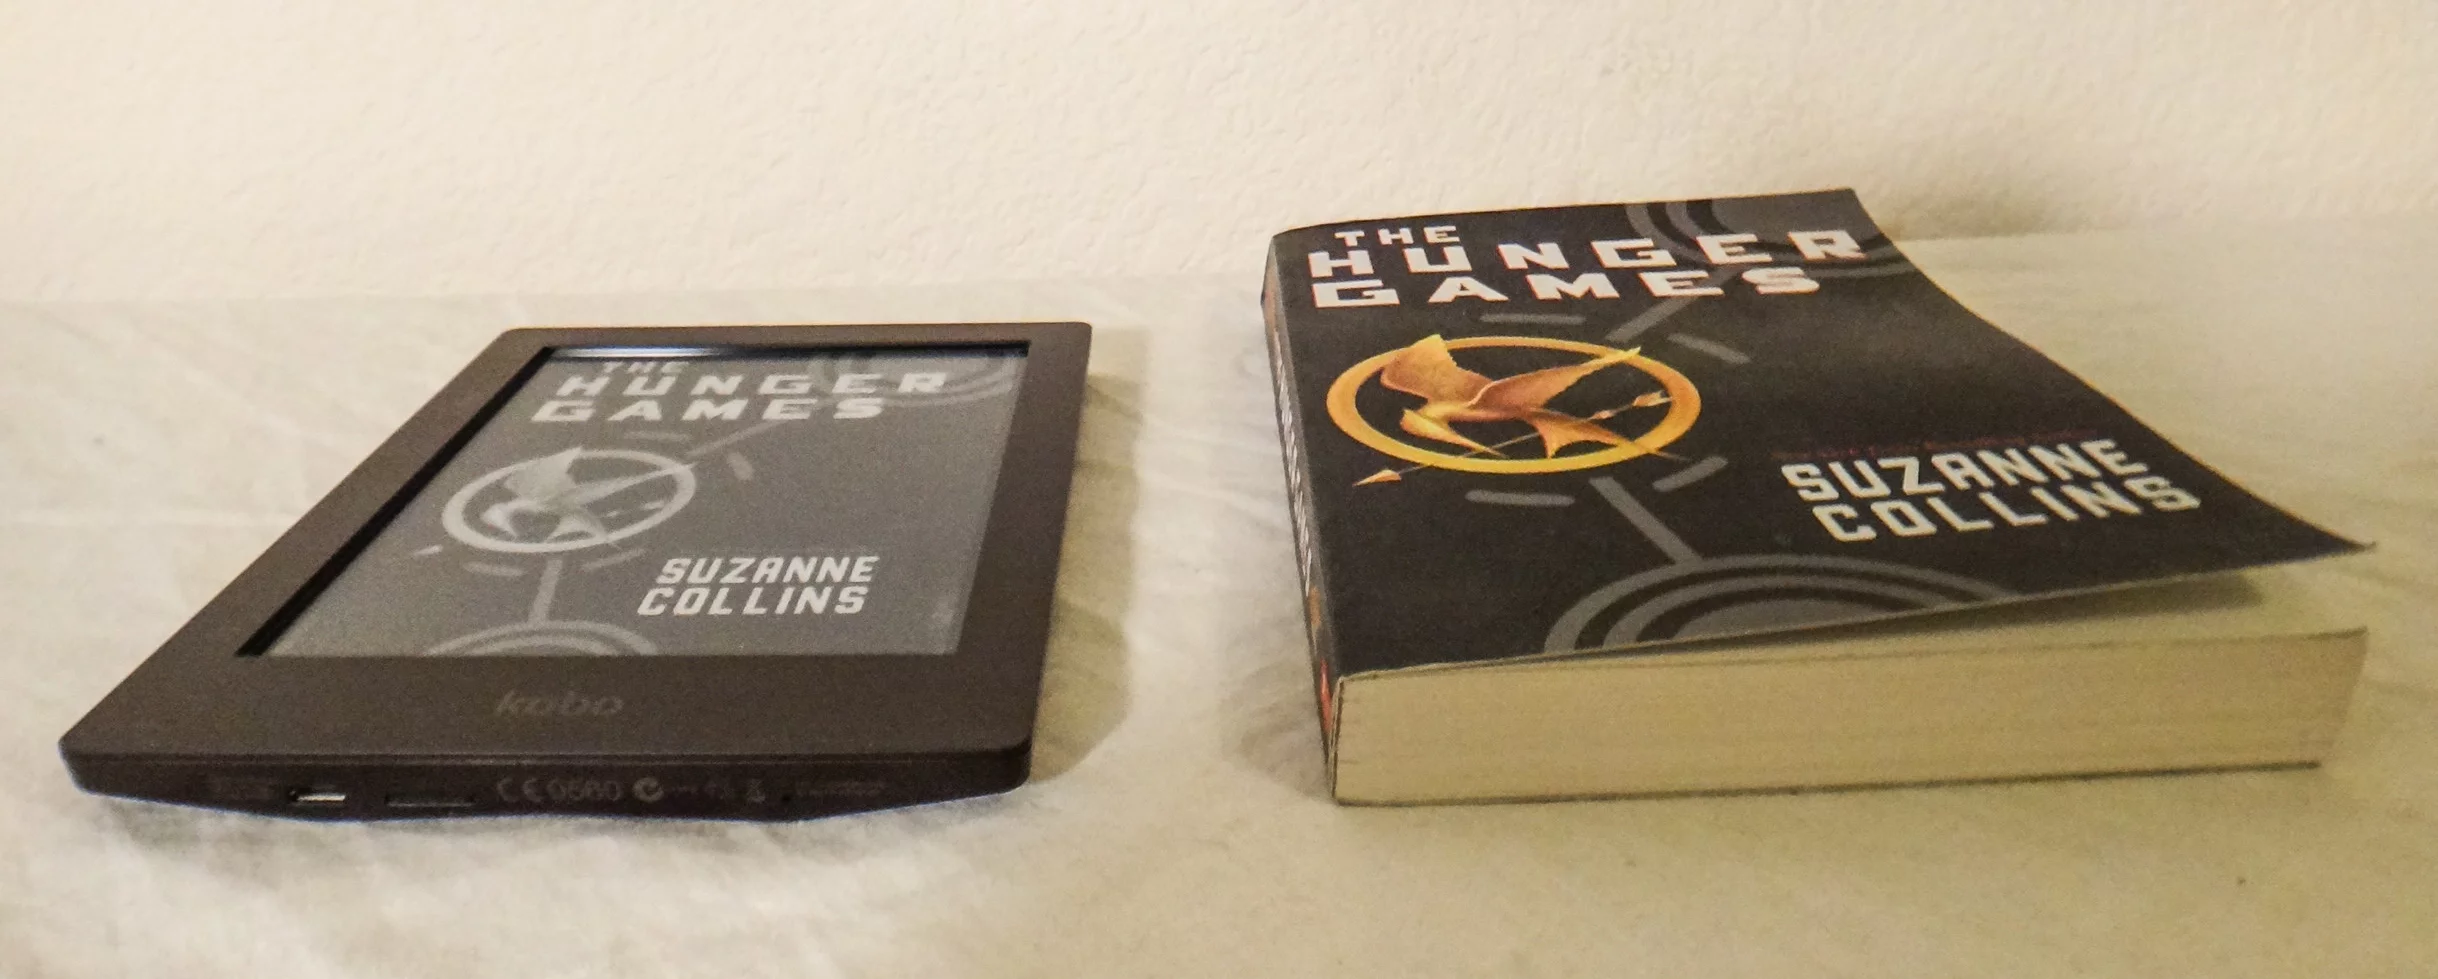 THE
HUNGER
GAMES
SUZANNE
COLLINS
kobo
CE0560
THE
HUNGER
GAMES
SUZANNE
COLLINS